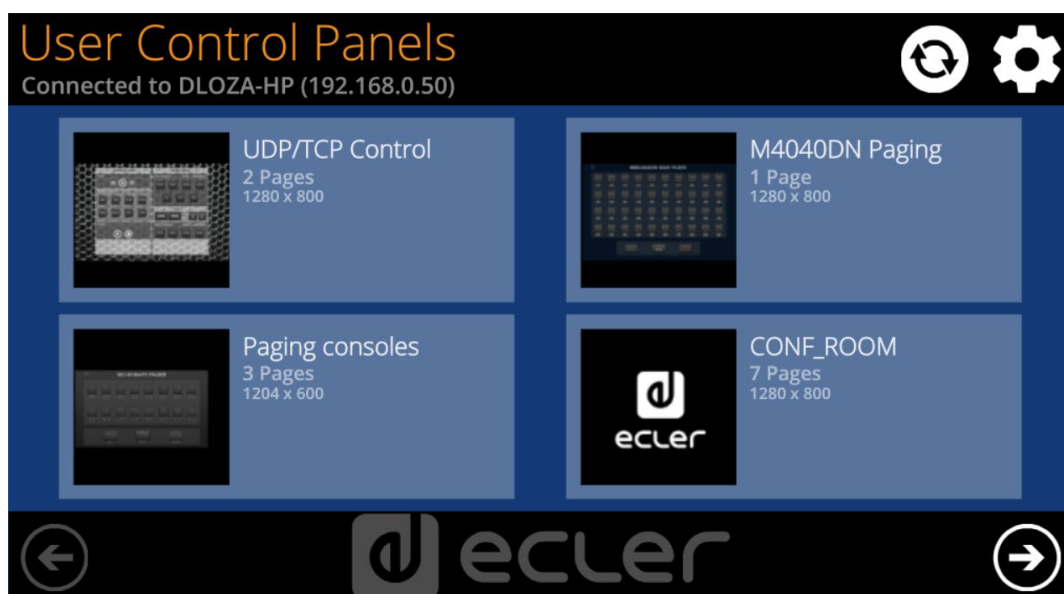 User Control Panels
Connected to DLOZA-HP (192.168.0.50)
UDP/TCP Control
2 Pages
1280 x 800
M4040DN Paging
1 Page
1280 x 800
Paging consoles
3 Pages
1204 x 600
ecler
CONF_ROOM
7 Pages
1280 x 800
ecler